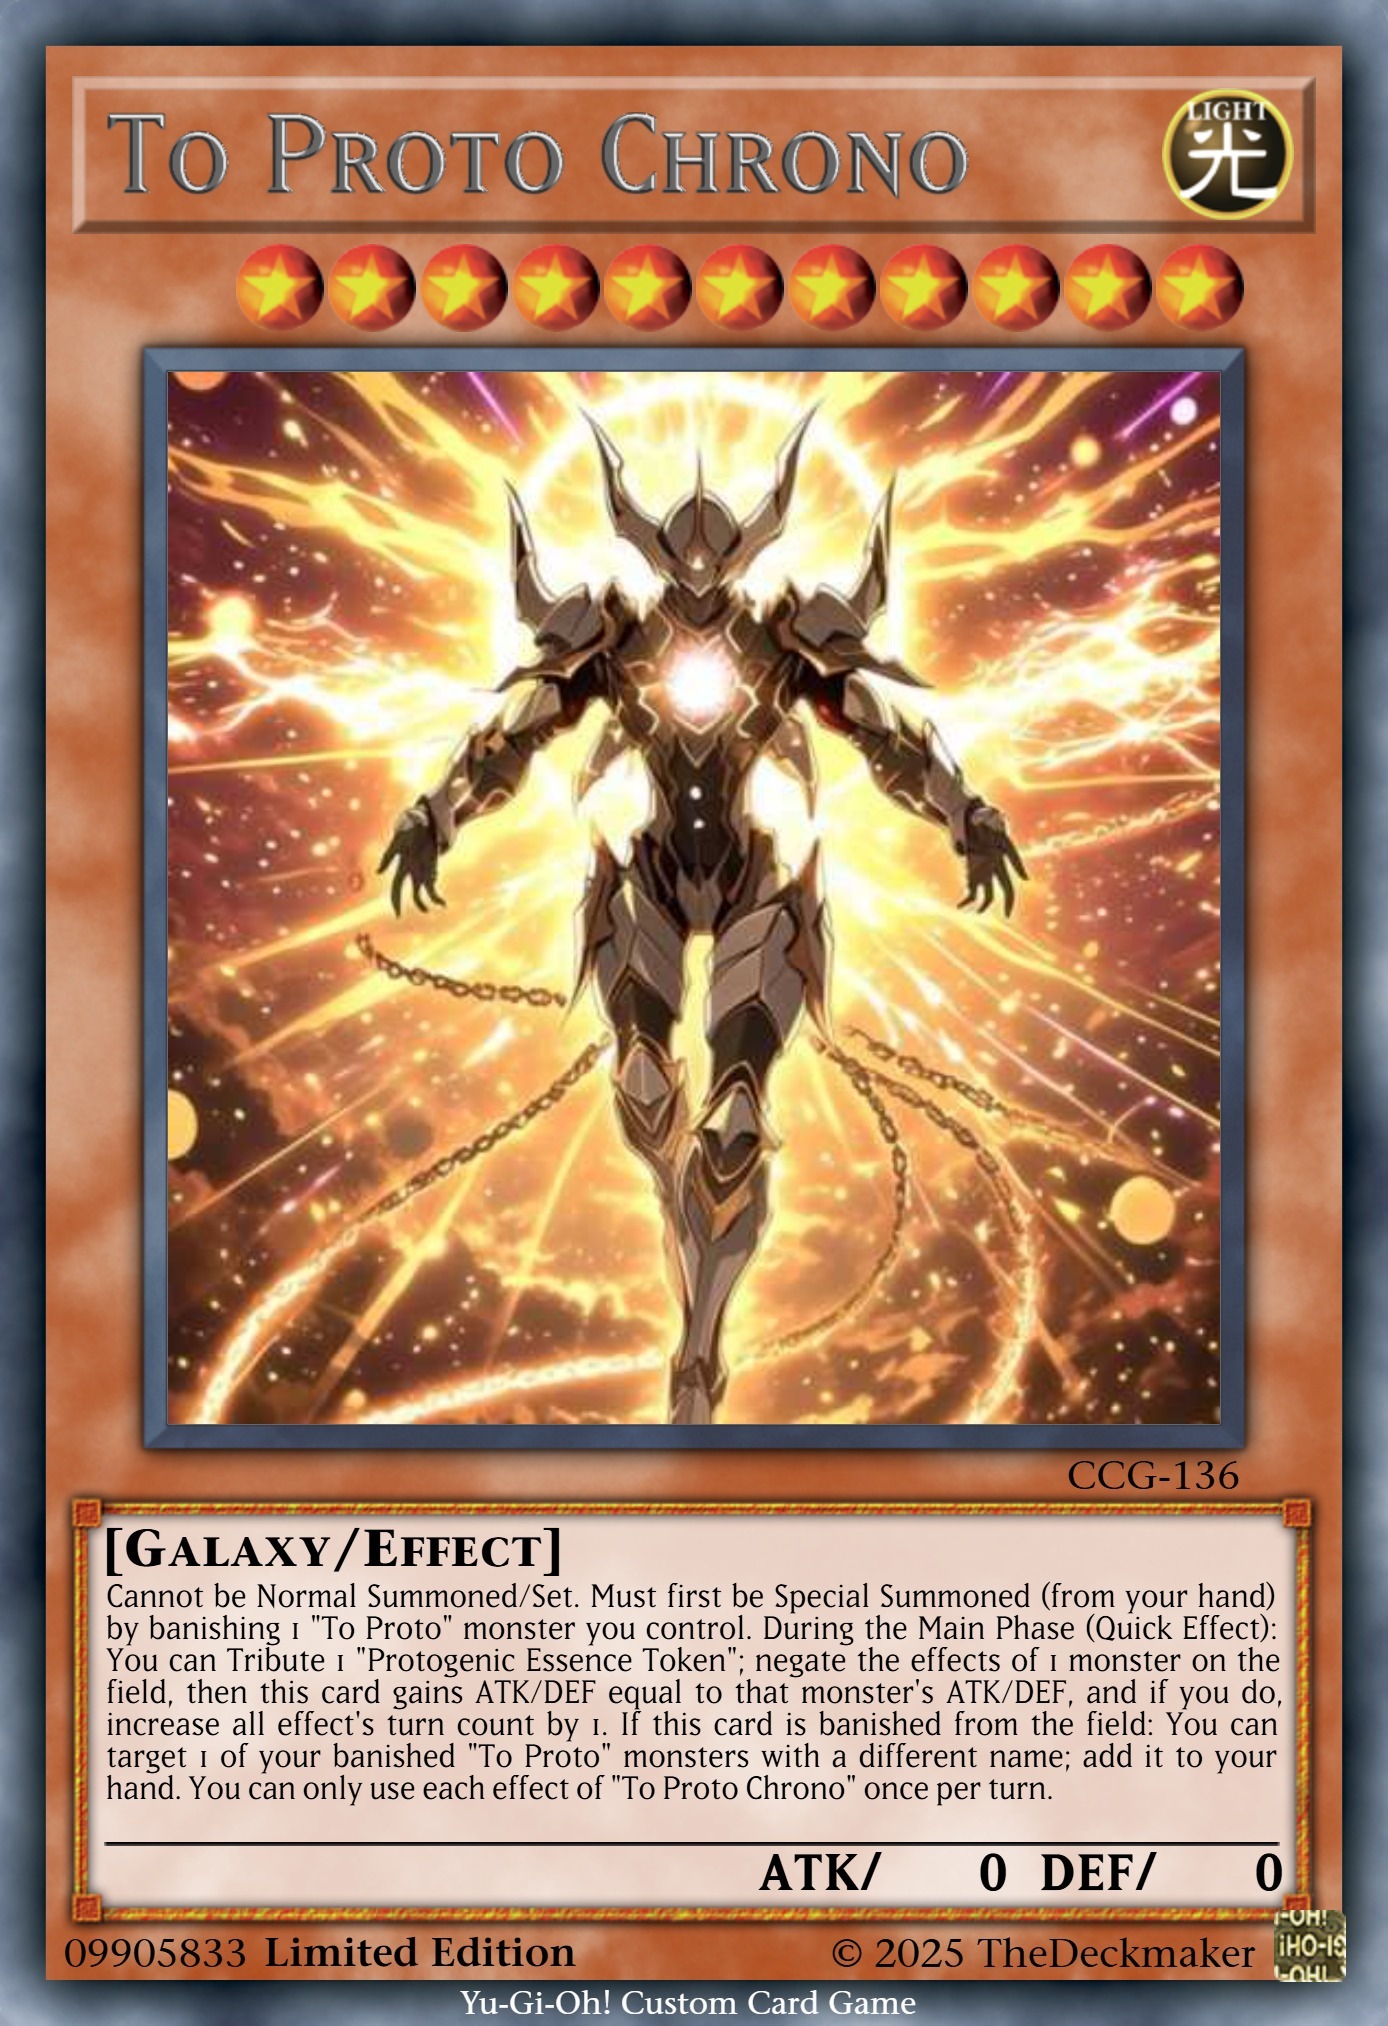 To Proto Chrono
LIGHT
光
CCG-136
[Galaxy/Effect]
Cannot be Normal Summoned/Set. Must first be Special Summoned (from your hand)
by banishing 1 "To Proto" monster you control. During the Main Phase (Quick Effect):
You can Tribute 1 "Protogenic Essence Token"; negate the effects of 1 monster on the
field, then this card gains ATK/DEF equal to that monster's ATK/DEF, and if you do,
increase all effect's turn count by 1. If this card is banished from the field: You can
target 1 of your banished "To Proto" monsters with a different name; add it to your
hand. You can only use each effect of "To Proto Chrono" once per turn.
ATK/ 0 DEF/ 0
09905833 Limited Edition © 2025 TheDeckmaker
Yu-Gi-Oh! Custom Card Game